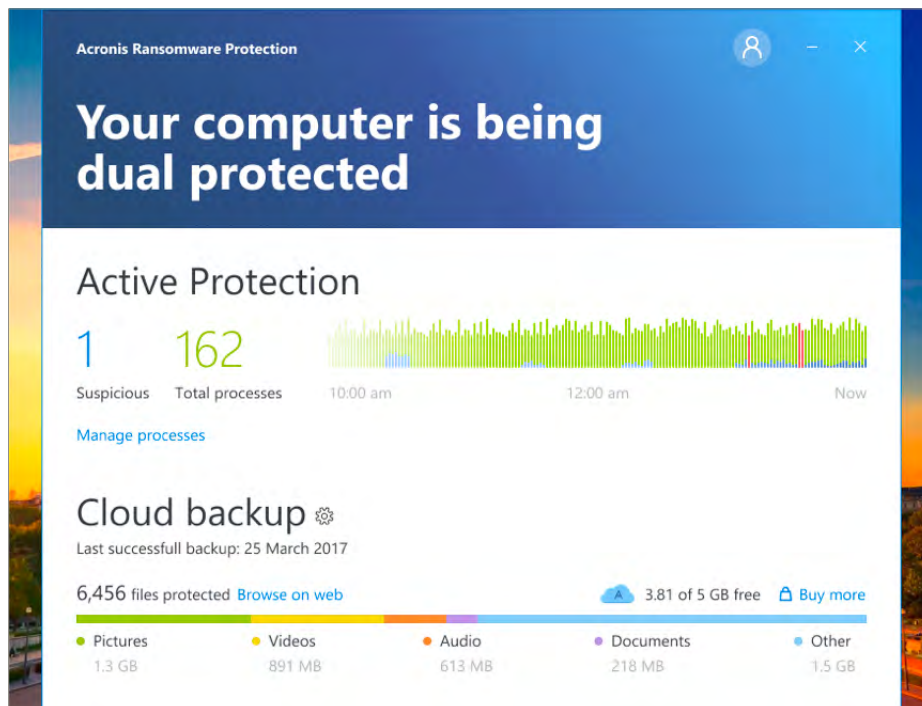 Acronis Ransomware Protection
Your computer is being
dual protected
Active Protection
1 162
Suspicious Total processes
10:00 am 12:00 am Now
Manage processes
Cloud backup
Last successfull backup: 25 March 2017
6,456 files protected Browse on web A 3.81 of 5 GB free Buy more
Pictures Videos Audio Documents Other
1.3 GB 891 MB 613 MB 218 MB 1.5 GB